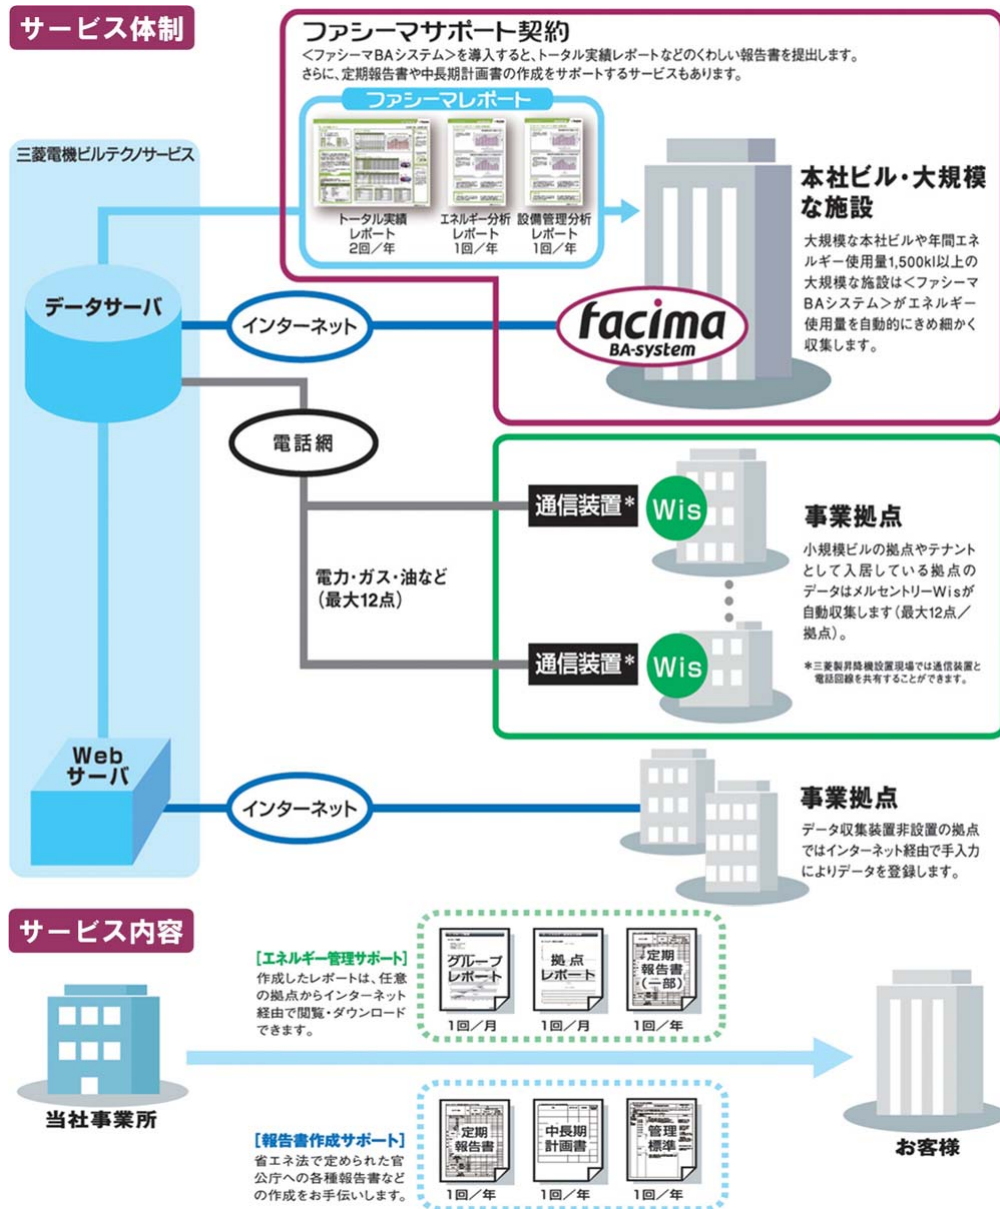 サービス体制
ファシーマサポート契約
<ファシーマBAシステム>を導入すると、トータル実績レポートなどのくわしい報告書を提出します。
さらに、定期報告書や中長期計画書の作成をサポートするサービスもあります。
ファシーマレポート
トータル実績
レポート
2回/年
エネルギー分析
レポート
1回/年
設備管理分析
レポート
1回/年
三菱電機ビルテクノサービス
データサーバ
インターネット
facima
BA-system
本社ビル・大規模
な施設
大規模な本社ビルや年間エネ
ルギー使用量1,500kl以上の
大規模な施設は<ファシーマ
BAシステム>がエネルギー
使用量を自動的にきめ細かく
収集します。
電話網
電力・ガス・油など
(最大12点)
通信装置*
Wis
通信装置*
Wis
事業拠点
小規模ビルの拠点やテナント
として入居している拠点の
データはメルセントリーWisが
自動収集します(最大12点/
拠点)。
*三菱製昇降機設置現場では通信装置と
電話回線を共有することができます。
Web
サーバ
インターネット
事業拠点
データ収集装置非設置の拠点
ではインターネット経由で手入力
によりデータを登録します。
サービス内容
[エネルギー管理サポート]
作成したレポートは、任意
の拠点からインターネット
経由で閲覧・ダウンロード
できます。
グループ
レポート
1回/月
拠点
レポート
1回/月
定期
報告書
(一部)
1回/年
当社事業所
お客様
[報告書作成サポート]
省エネ法で定められた官
公庁への各種報告書など
の作成をお手伝いします。
定期
報告書
1回/年
中長期
計画書
1回/年
管理
標準
1回/年